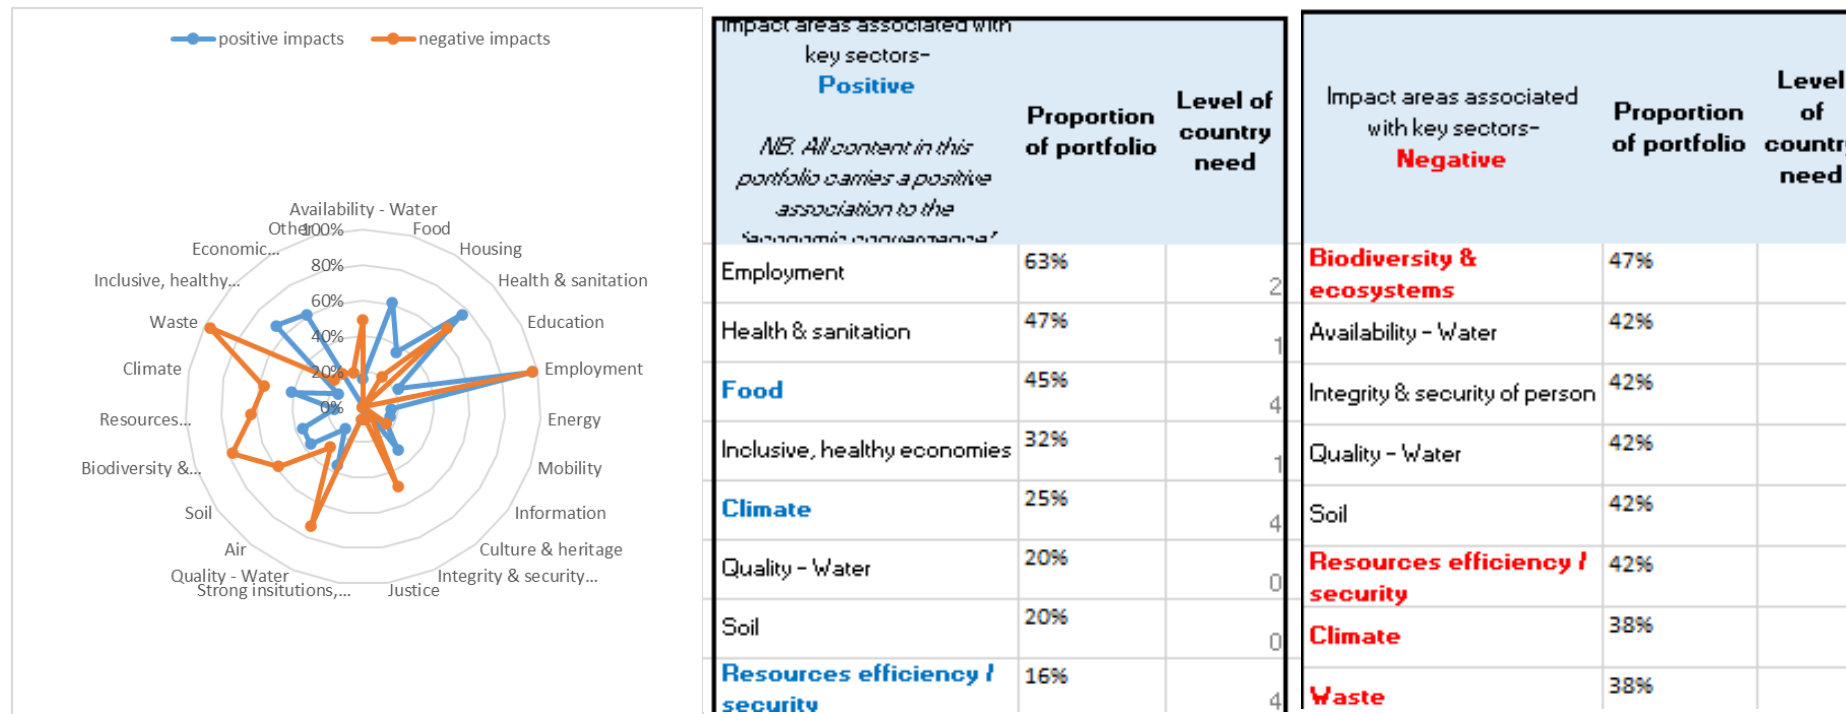 positive impacts
negative impacts
Availability - Water
Other
100%
Food
Economic...
80%
Housing
Inclusive, healthy...
60%
Health & sanitation
Waste
40%
Education
Climate
20%
Employment
Resources...
0%
Energy
Biodiversity &...
Mobility
Soil
Information
Air
Culture & heritage
Quality - Water
Integrity & security...
Strong insitutions,...
Justice
Impact areas associated with
key sectors-
Positive
NB: All content in this
portfolio carries a positive
association to the
'economic convergence'
Proportion
of portfolio
Level of
country
need
Employment
63%
2
Health & sanitation
47%
1
Food
45%
4
Inclusive, healthy economies
32%
1
Climate
25%
4
Quality - Water
20%
0
Soil
20%
0
Resources efficiency /
security
16%
4
Impact areas associated
with key sectors-
Negative
Proportion
of portfolio
Level
of
country
need
Biodiversity &
ecosystems
47%
Availability - Water
42%
Integrity & security of person
42%
Quality - Water
42%
Soil
42%
Resources efficiency /
security
42%
Climate
38%
Waste
38%